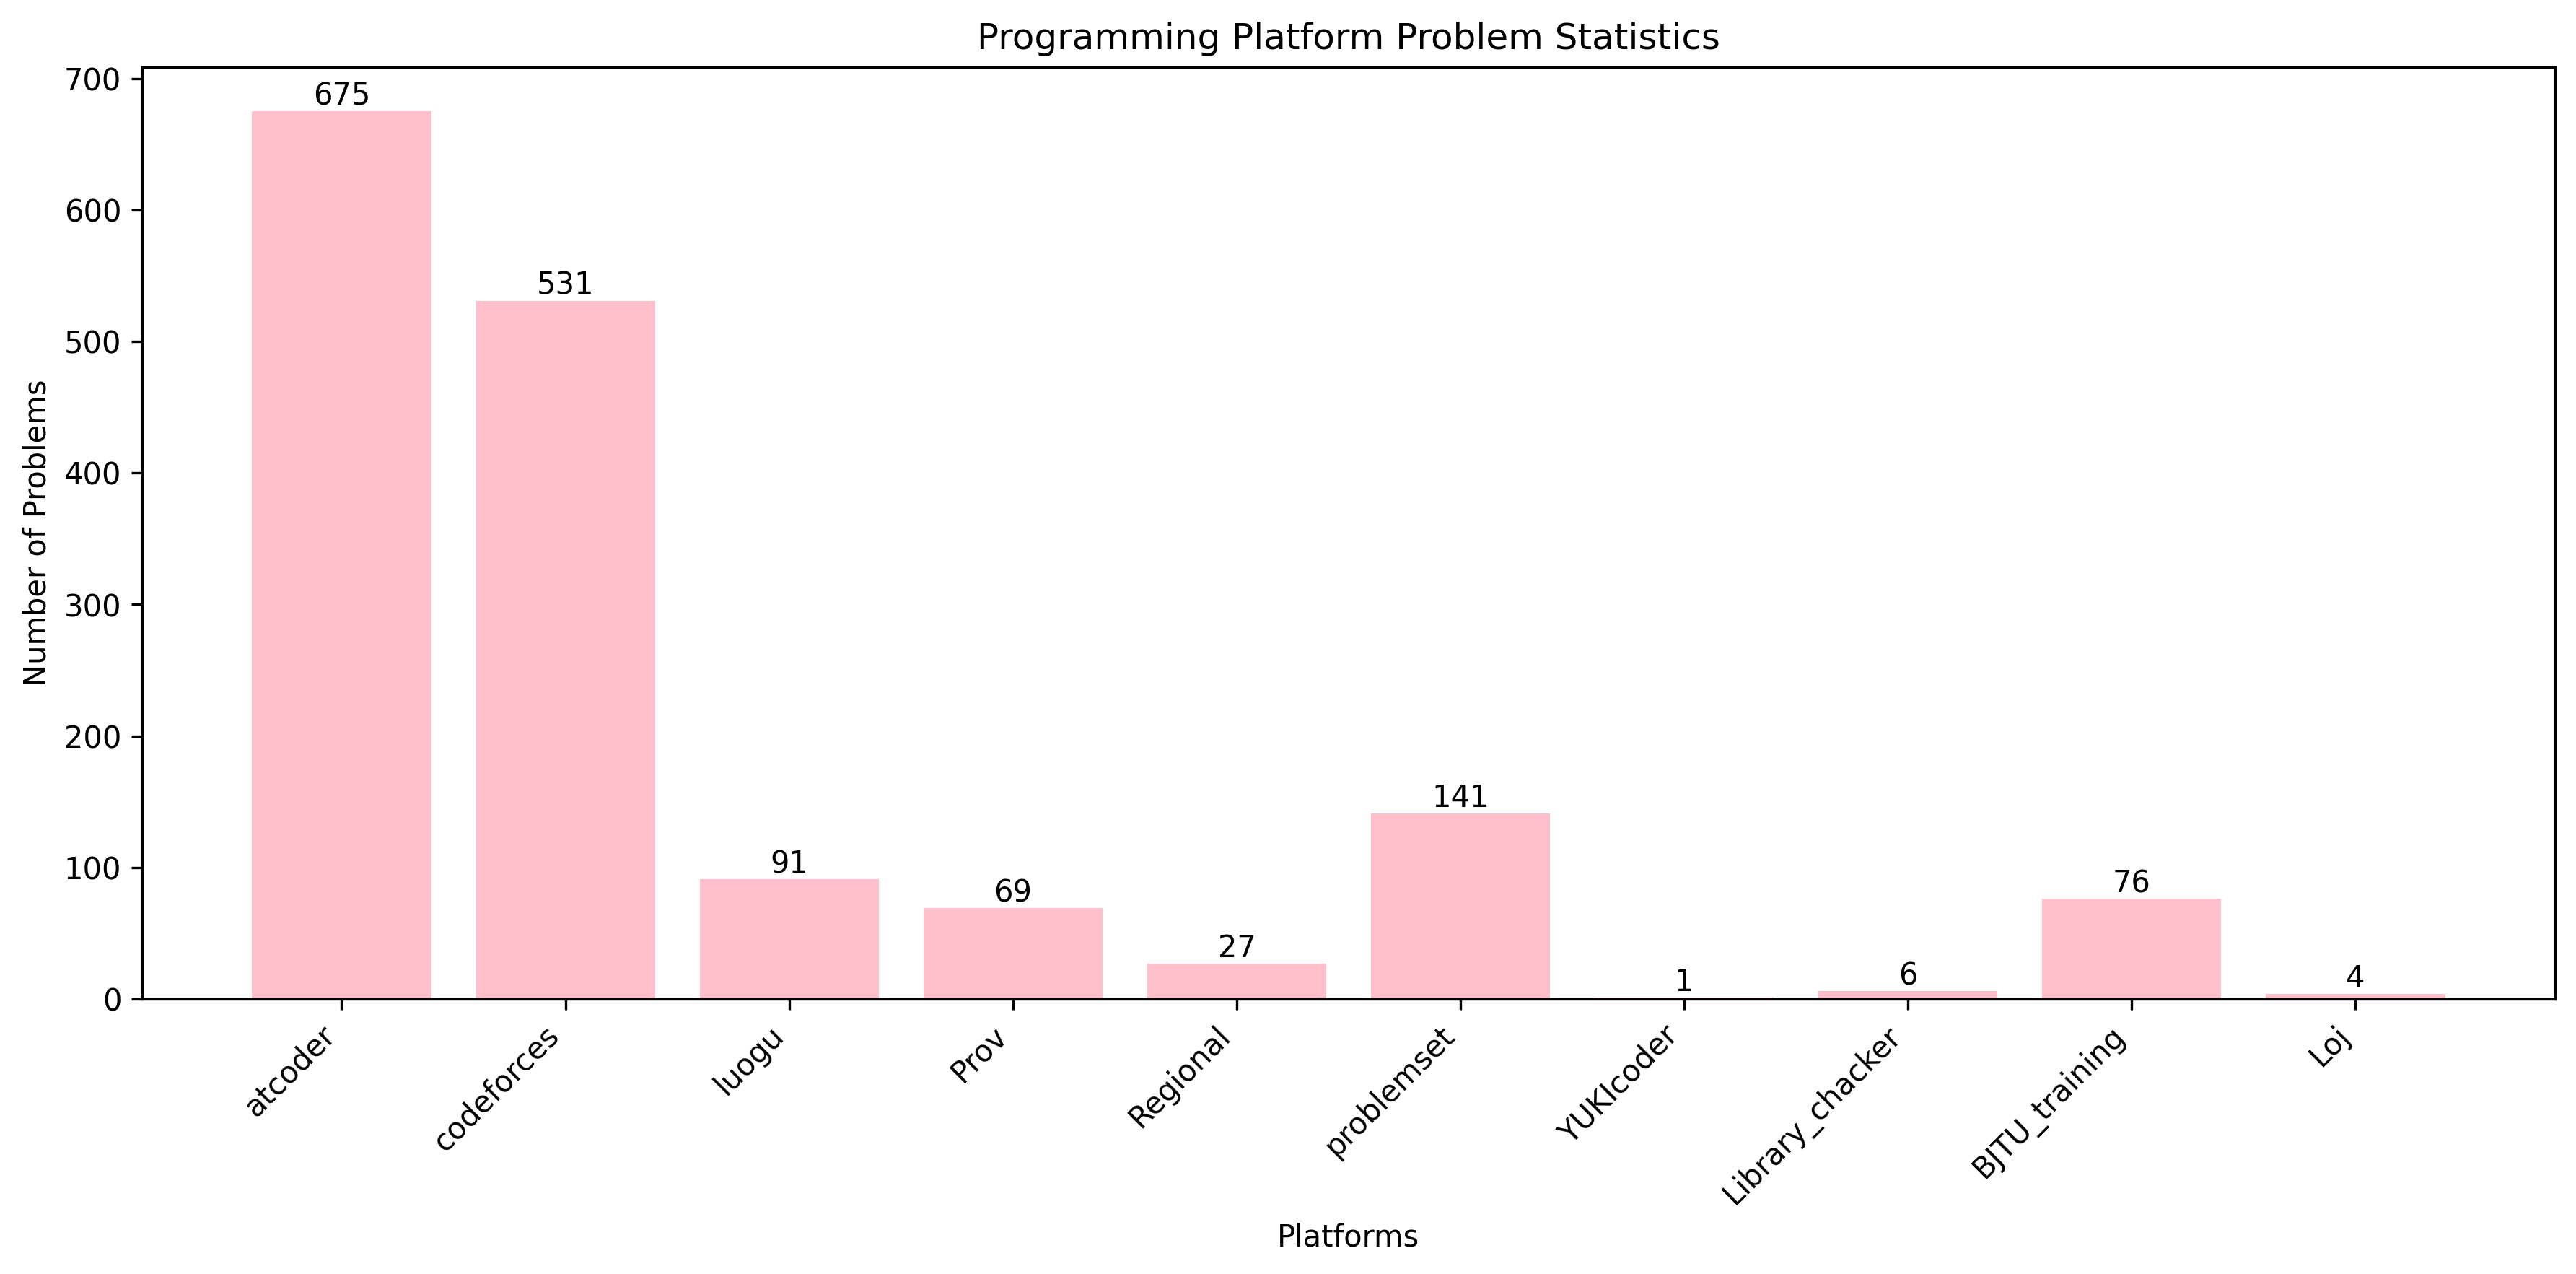 Programming Platform Problem Statistics
Number of Problems
700
600
500
400
300
200
100
0
675
531
91
69
27
141
1
6
76
4
atcoder
codeforces
luogu
Prov
Regional
problemset
YUKIcoder
Library_chacker
BJTU_training
Loj
Platforms